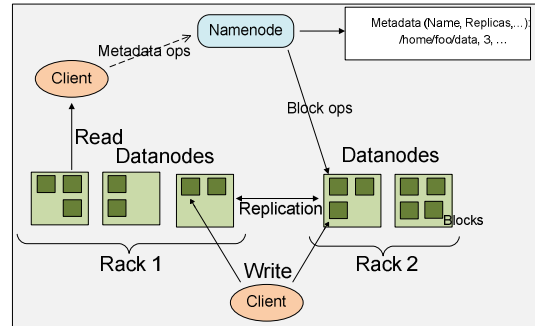 Metadata (Name, Replicas,...):
/home/foo/data, 3, ...
Namenode
Metadata ops
Client
Block ops
Read
Datanodes
Datanodes
Replication
Blocks
Rack 1
Write
Rack 2
Client